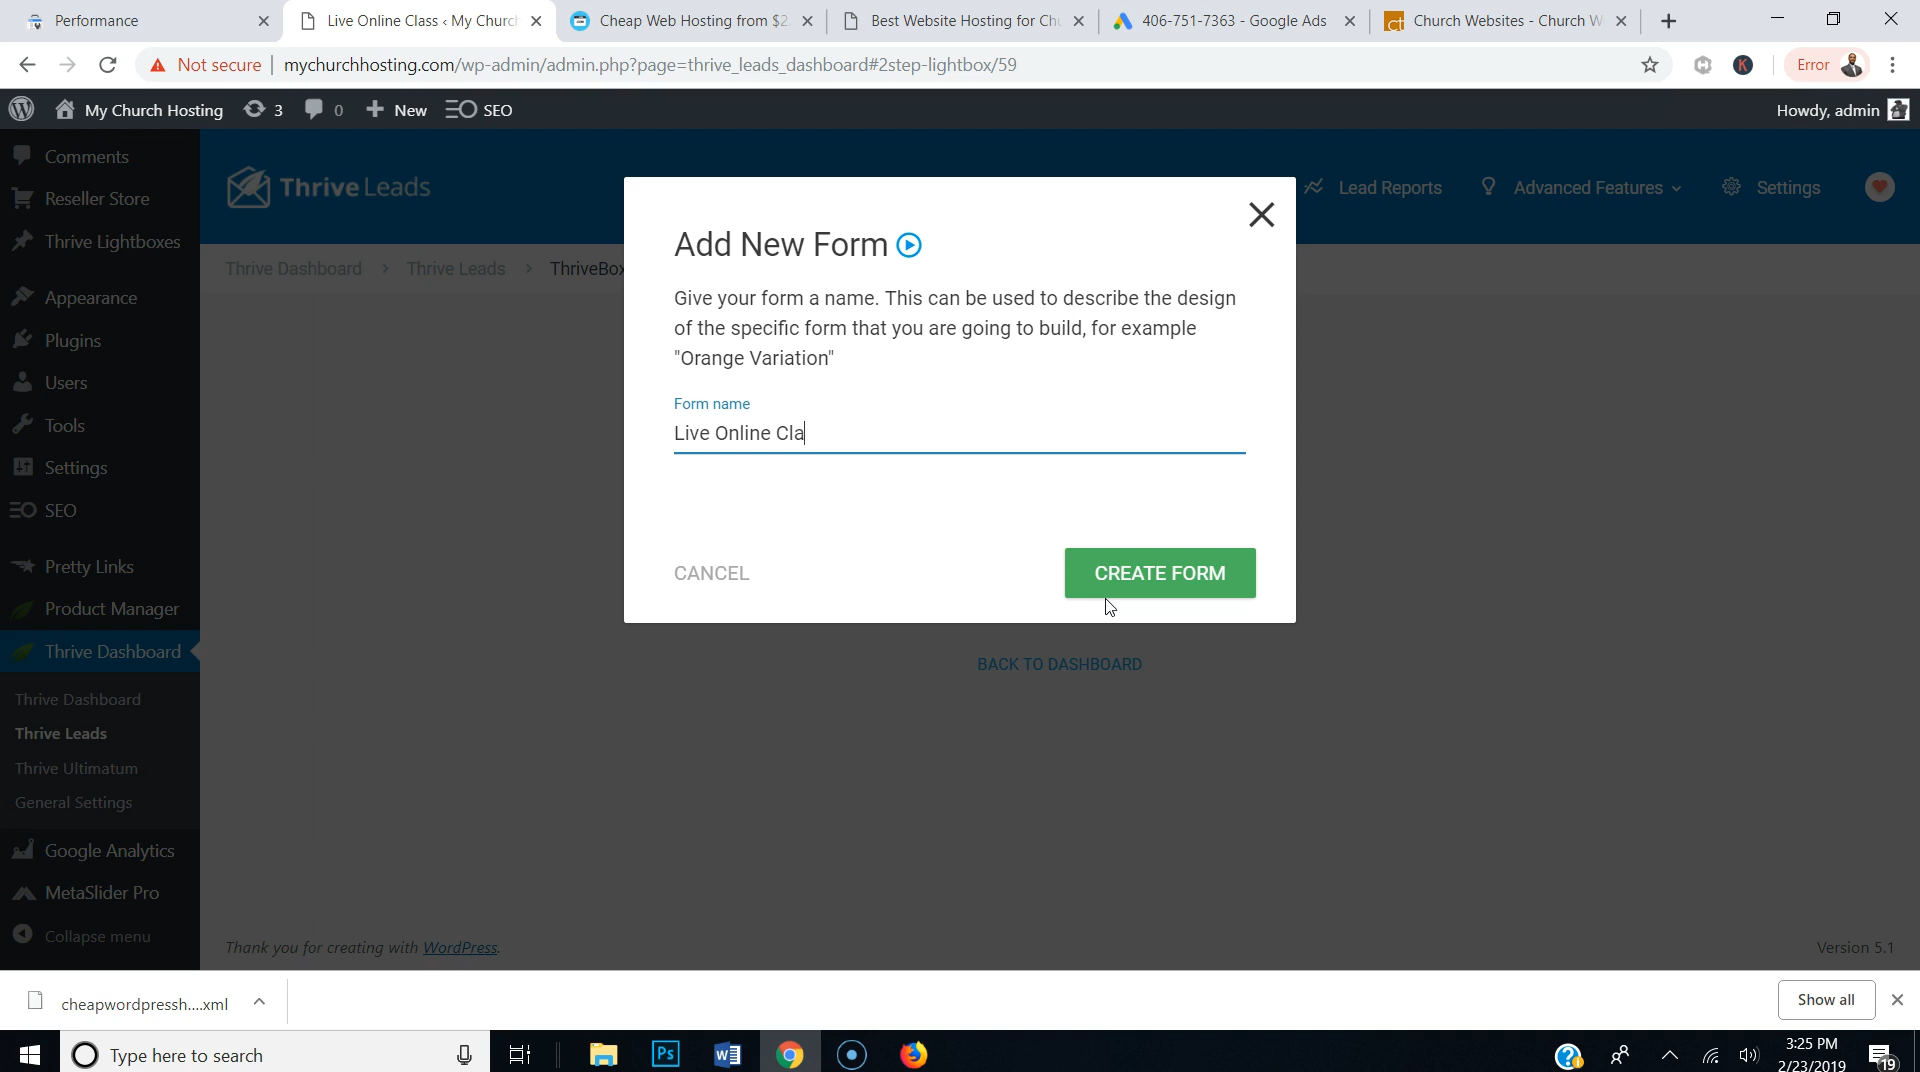 Performance
Live Online Class ‹ My Church
Cheap Web Hosting from $2
Best Website Hosting for Chu
406-751-7363 - Google Ads
Church Websites - Church W
Not secure | mychurchhosting.com/wp-admin/admin.php?page=thrive_leads_dashboard#2step-lightbox/59
Error
My Church Hosting 3 0 New SEO
Howdy, admin
Comments
Reseller Store
Thrive Lightboxes
Appearance
Plugins
Users
Tools
Settings
SEO
Pretty Links
Product Manager
Thrive Dashboard
Thrive Dashboard
Thrive Leads
Thrive Ultimatum
General Settings
Google Analytics
MetaSlider Pro
Collapse menu
Thrive Leads
Lead Reports
Advanced Features
Settings
Thrive Dashboard > Thrive Leads > ThriveBox
Add New Form
Give your form a name. This can be used to describe the design
of the specific form that you are going to build, for example
"Orange Variation"
Form name
Live Online Cla
CANCEL
CREATE FORM
BACK TO DASHBOARD
Thank you for creating with WordPress.
Version 5.1
cheapwordpressh....xml
Show all
Type here to search
Ps
3:25 PM
2/23/2019
19